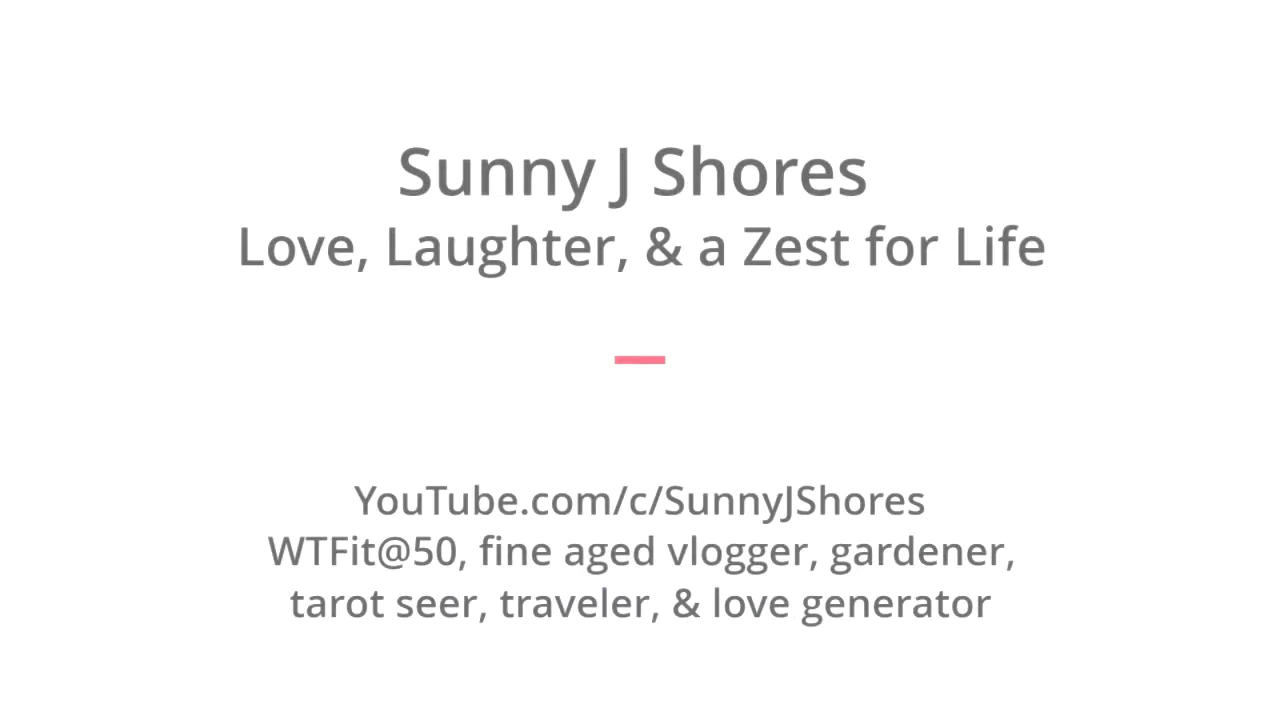 Sunny J Shores
Love, Laughter, & a Zest for Life
YouTube.com/c/SunnyJShores
WTFit@50, fine aged vlogger, gardener,
tarot seer, traveler, & love generator